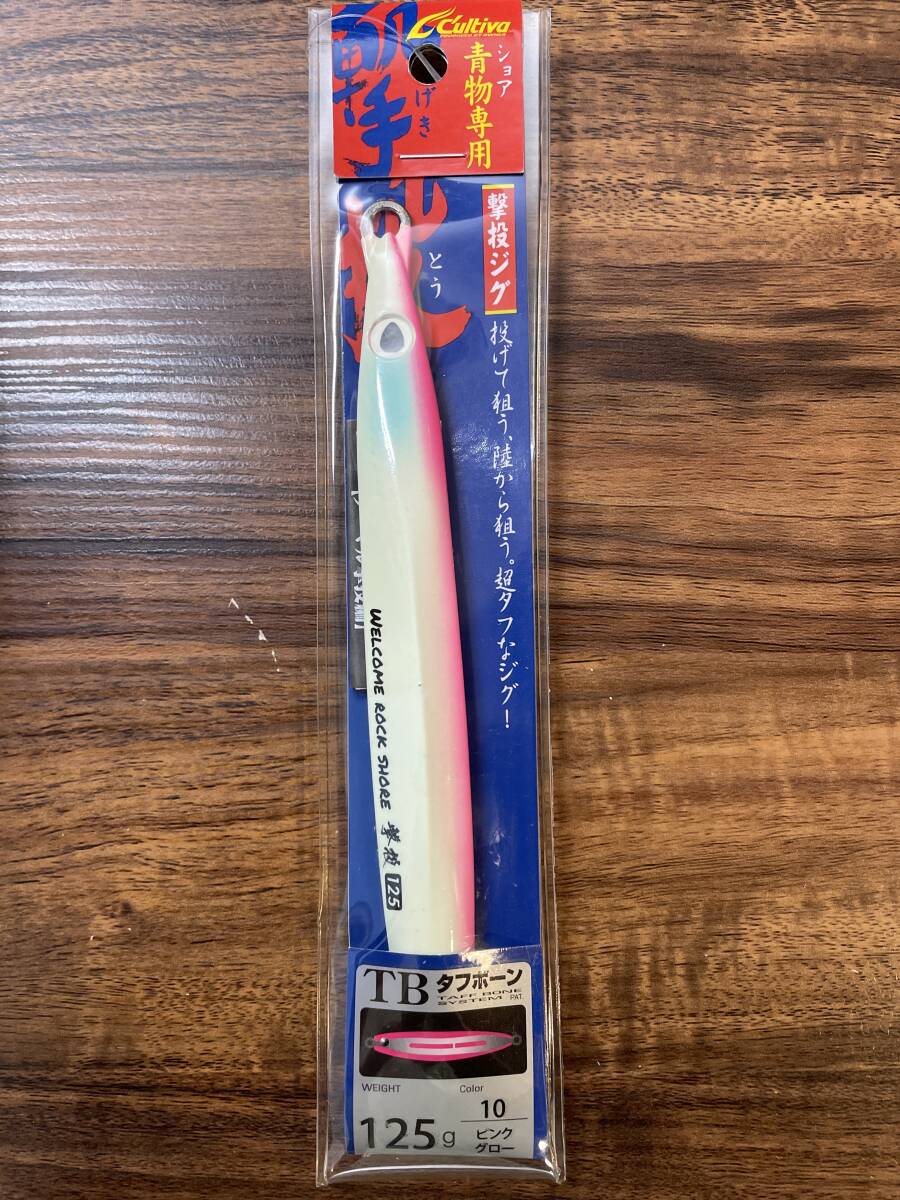 Cultiva
ショア
青物専用
撃投
げき
とう
撃投ジグ
投げて狙う、陸から狙う。超タフなジグ!
WELCOME ROCK SHORE 撃投 125
TB タフボーン
TAFF BONE
SYSTEM PAT.
WEIGHT
Color
125g
10
ピンク
グロー